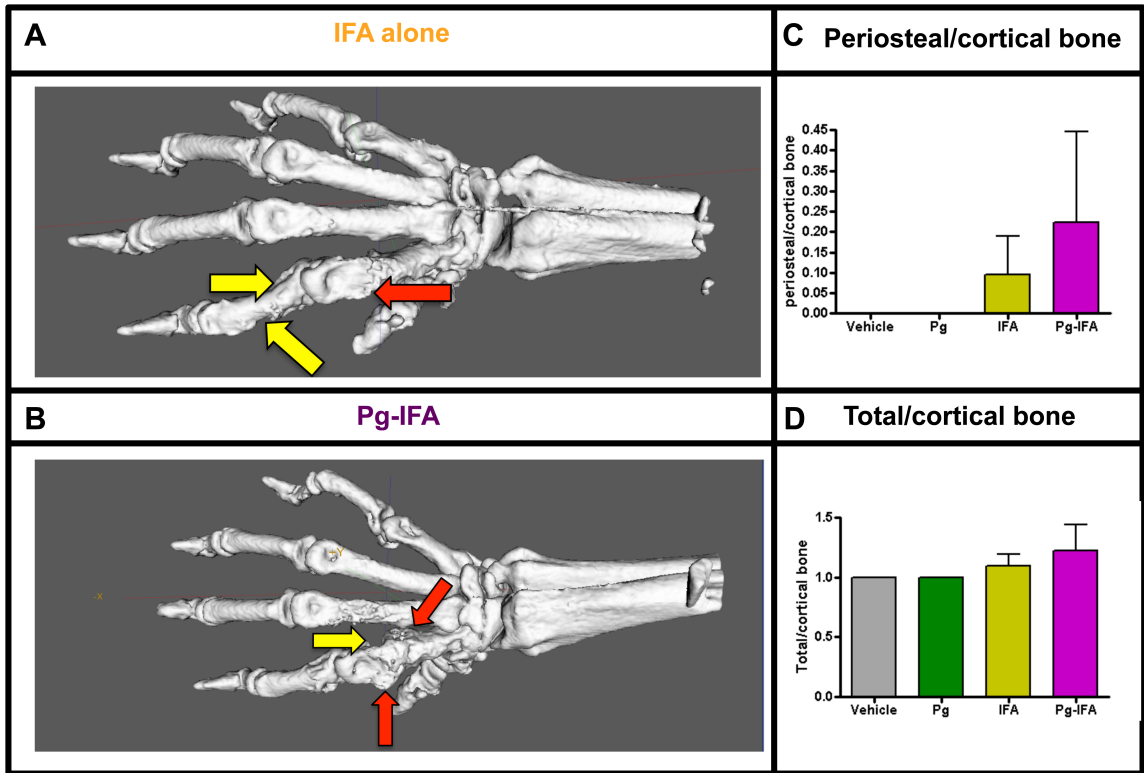 A
IFA alone
C
Periosteal/cortical bone
periosteal/cortical bone
0.45
0.40
0.35
0.30
0.25
0.20
0.15
0.10
0.05
0.00
Vehicle
Pg
IFA
Pg-IFA
B
Pg-IFA
+Y
-X
D
Total/cortical bone
Total/cortical bone
1.5
1.0
0.5
0.0
Vehicle
Pg
IFA
Pg-IFA